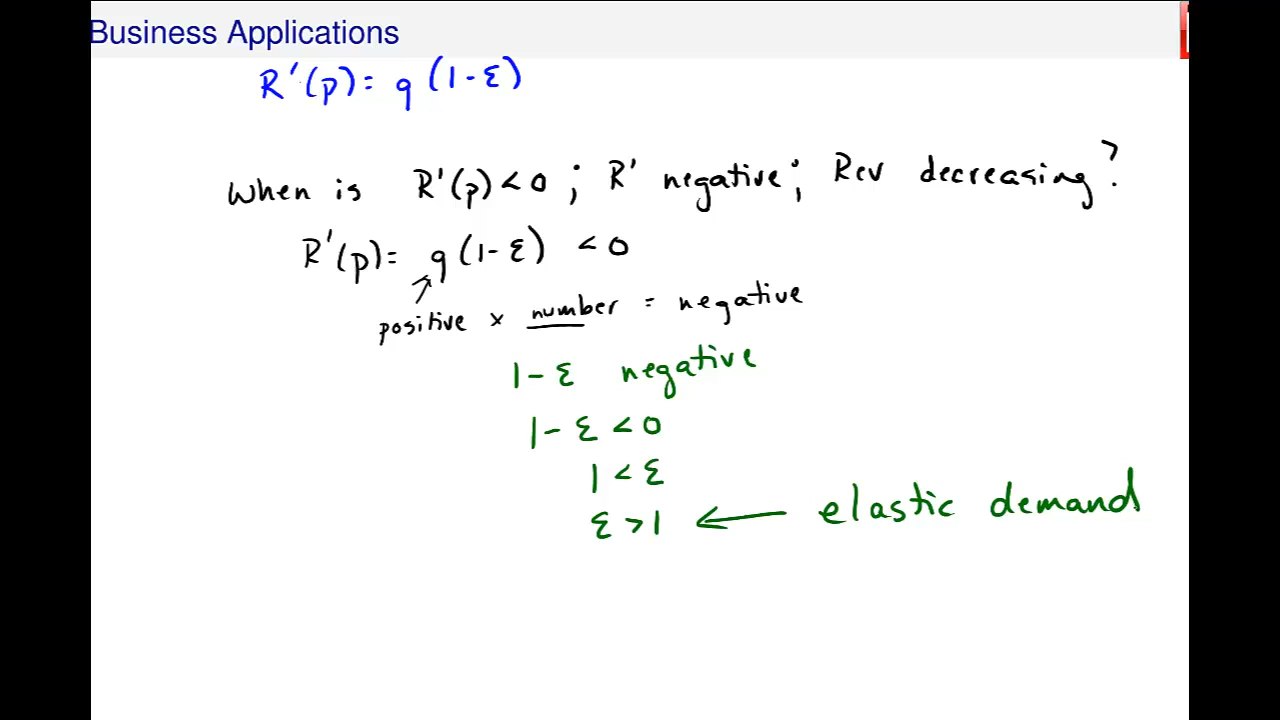 Business Applications
R'(p) = q (1 - ε)
When is R'(p) < 0 ; R' negative ; Rev decreasing?
R'(p) = q (1 - ε) < 0
positive × number = negative
1 - ε negative
1 - ε < 0
1 < ε
ε > 1 ← elastic demand